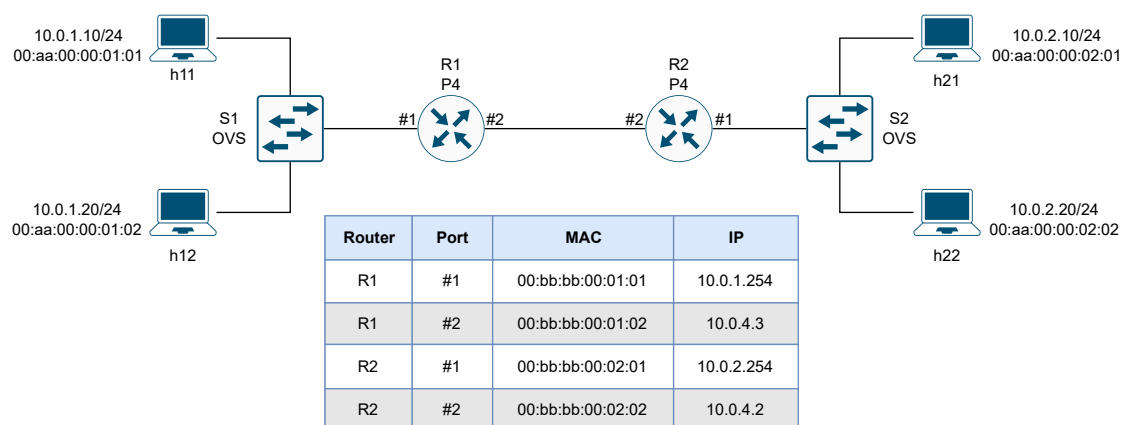 10.0.1.10/24
00:aa:00:00:01:01
h11
10.0.2.10/24
00:aa:00:00:02:01
h21
S1
OVS
#1
R1
P4
#2
R2
P4
#2
#1
S2
OVS
10.0.1.20/24
00:aa:00:00:01:02
h12
10.0.2.20/24
00:aa:00:00:02:02
h22
Router Port MAC IP
R1 #1 00:bb:bb:00:01:01 10.0.1.254
R1 #2 00:bb:bb:00:01:02 10.0.4.3
R2 #1 00:bb:bb:00:02:01 10.0.2.254
R2 #2 00:bb:bb:00:02:02 10.0.4.2